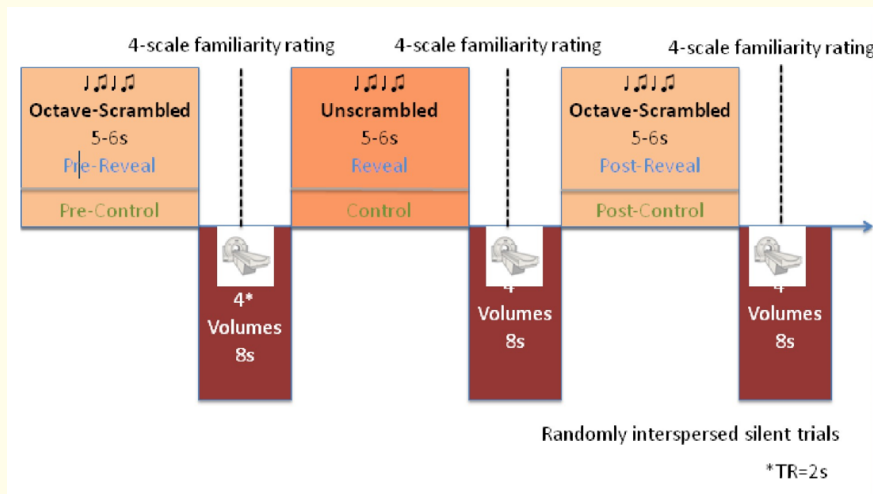 4-scale familiarity rating
4-scale familiarity rating
4-scale familiarity rating
Octave-Scrambled
5-6s
Pre-Reveal
Pre-Control
Unscrambled
5-6s
Reveal
Control
Octave-Scrambled
5-6s
Post-Reveal
Post-Control
4*
Volumes
8s
4
Volumes
8s
4
Volumes
8s
Randomly interspersed silent trials
*TR=2s